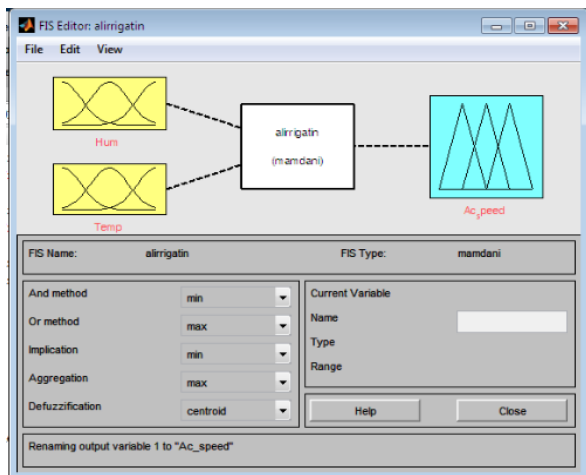 FIS Editor: alirrigatin
File Edit View
Hum
alirrigatin
(mamdani)
Temp
Ac_speed
FIS Name: alirrigatin FIS Type: mamdani
And method min
Or method max
Implication min
Aggregation max
Defuzzification centroid
Current Variable
Name
Type
Range
Help Close
Renaming output variable 1 to "Ac_speed"